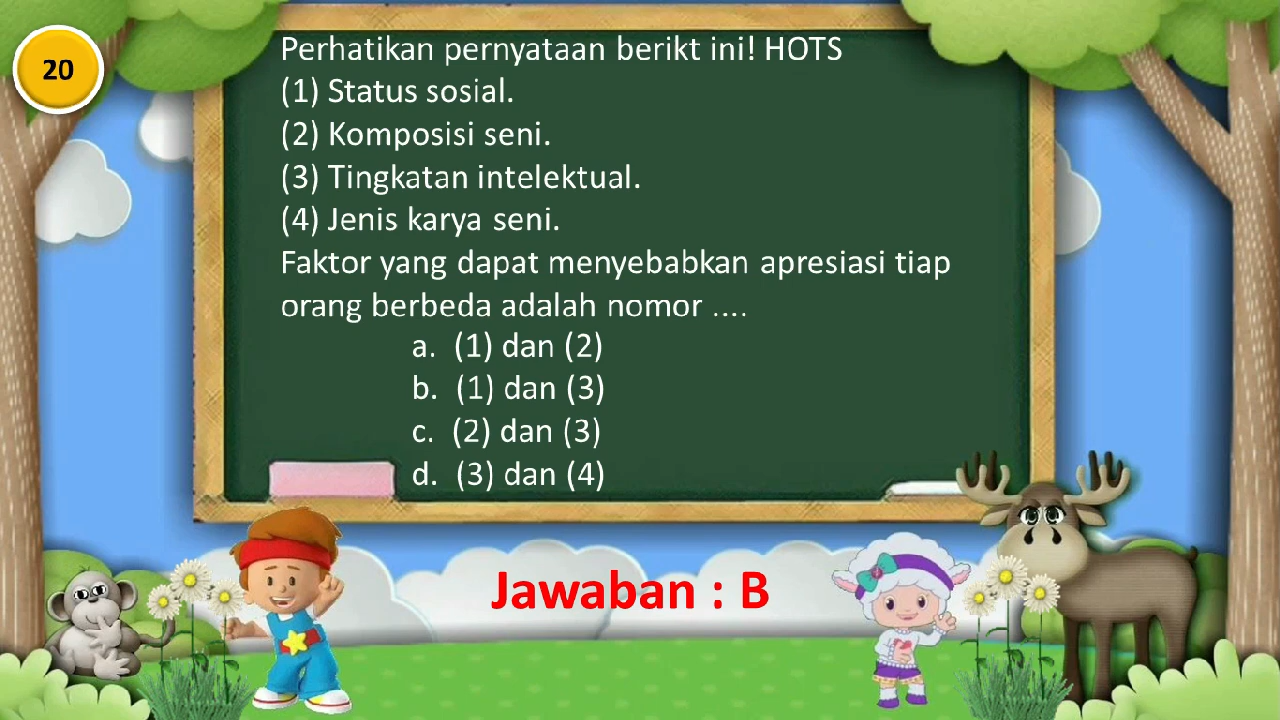 20
Perhatikan pernyataan berikt ini! HOTS
(1) Status sosial.
(2) Komposisi seni.
(3) Tingkatan intelektual.
(4) Jenis karya seni.
Faktor yang dapat menyebabkan apresiasi tiap
orang berbeda adalah nomor ....
a. (1) dan (2)
b. (1) dan (3)
c. (2) dan (3)
d. (3) dan (4)
Jawaban : B